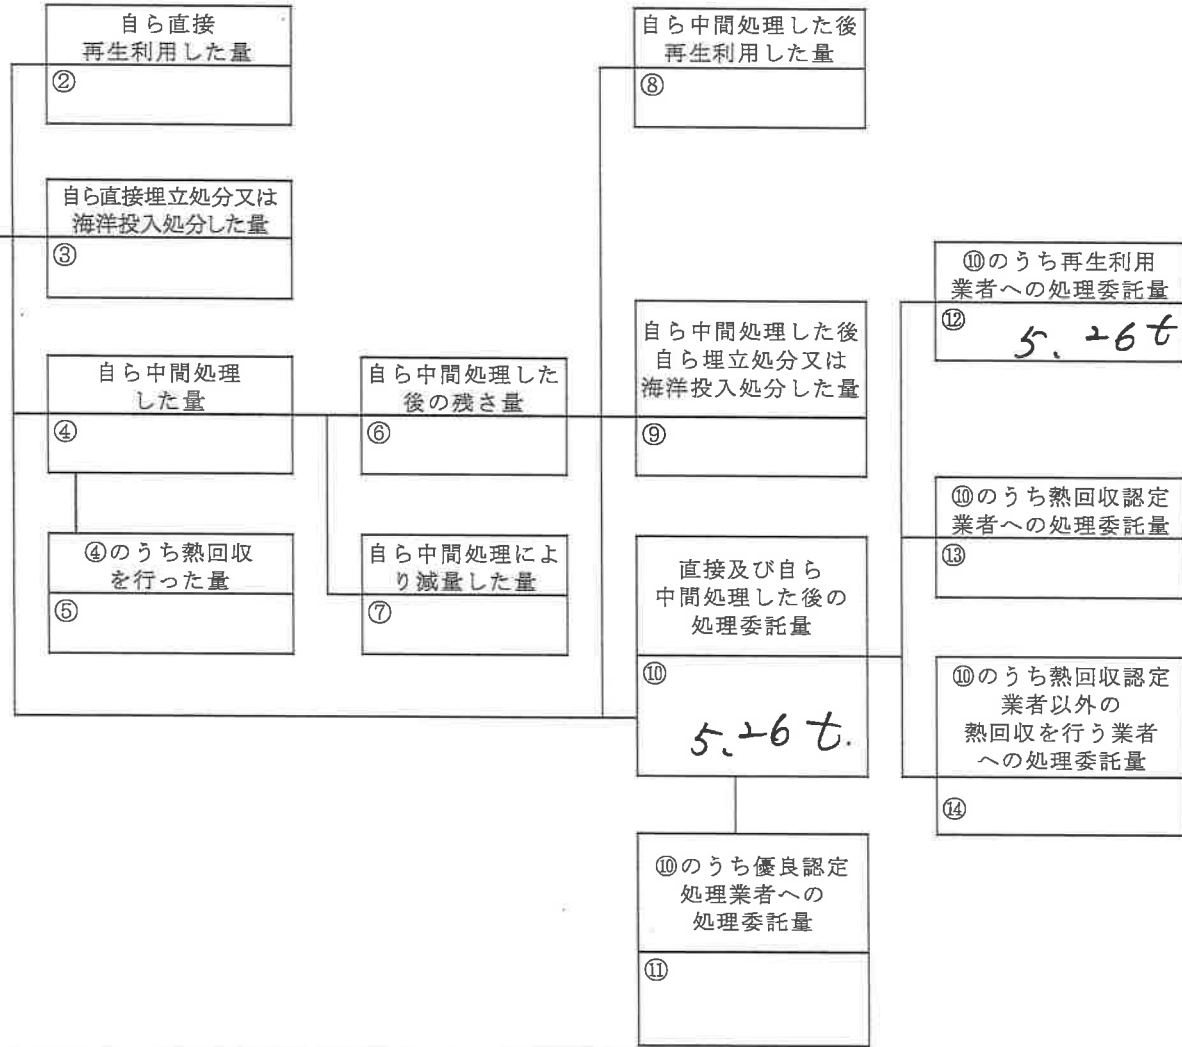 自ら直接
再生利用した量
②
自ら直接埋立処分又は
海洋投入処分した量
③
自ら中間処理
した量
④
④のうち熱回収
を行った量
⑤
自ら中間処理した
後の残さ量
⑥
自ら中間処理によ
り減量した量
⑦
自ら中間処理した後
再生利用した量
⑧
自ら中間処理した後
自ら埋立処分又は
海洋投入処分した量
⑨
直接及び自ら
中間処理した後の
処理委託量
⑩
5.26 t.
⑩のうち優良認定
処理業者への
処理委託量
⑪
⑩のうち再生利用
業者への処理委託量
⑫
5.26 t
⑩のうち熱回収認定
業者への処理委託量
⑬
⑩のうち熱回収認定
業者以外の
熱回収を行う業者
への処理委託量
⑭